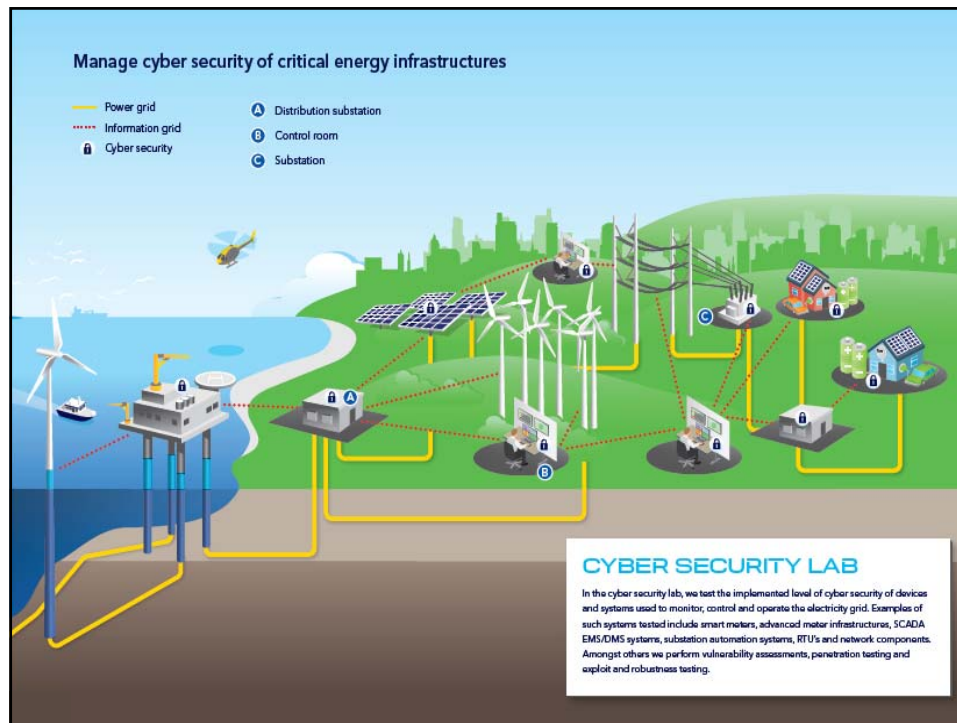 Manage cyber security of critical energy infrastructures
Power grid
Information grid
Cyber security
A Distribution substation
B Control room
C Substation
C
A
B
CYBER SECURITY LAB
In the cyber security lab, we test the implemented level of cyber security of devices
and systems used to monitor, control and operate the electricity grid. Examples of
such systems tested include smart meters, advanced meter infrastructures, SCADA
EMS/DMS systems, substation automation systems, RTU's and network components.
Amongst others we perform vulnerability assessments, penetration testing and
exploit and robustness testing.